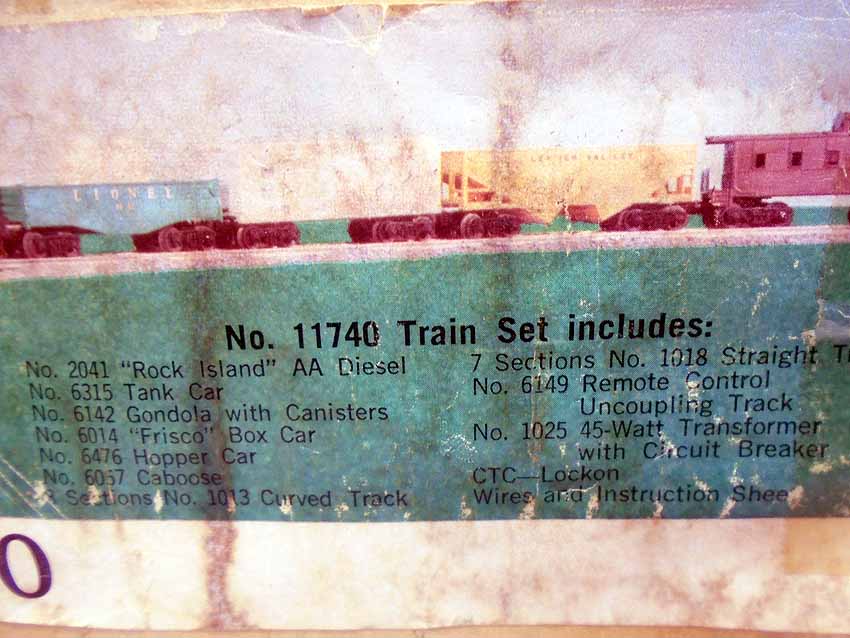 LIONEL
LEHIGH VALLEY
No. 11740 Train Set includes:
No. 2041 "Rock Island" AA Diesel
No. 6315 Tank Car
No. 6142 Gondola with Canisters
No. 6014 "Frisco" Box Car
No. 6476 Hopper Car
No. 6057 Caboose
8 Sections No. 1013 Curved Track
7 Sections No. 1018 Straight T
No. 6149 Remote Control
Uncoupling Track
No. 1025 45-Watt Transformer
with Circuit Breaker
CTC—Lockon
Wires and Instruction Shee
0